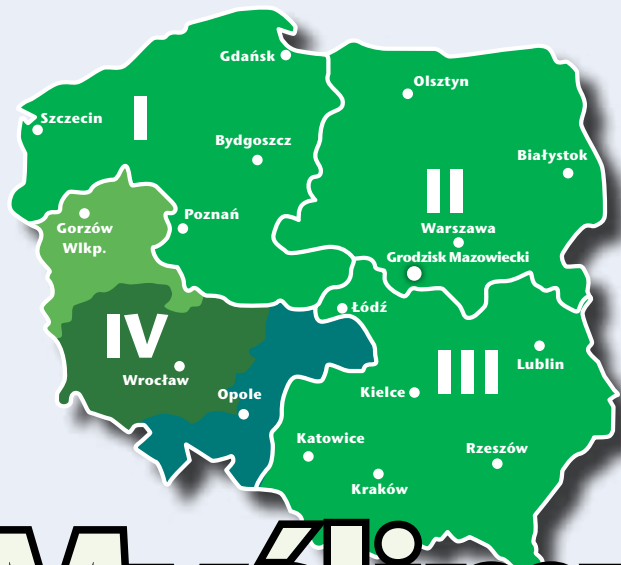 Gdańsk
Olsztyn
Szczecin
I
Bydgoszcz
Białystok
II
Poznań
Gorzów
Wlkp.
Warszawa
Grodzisk Mazowiecki
Łódź
IV
III
Lublin
Wrocław
Opole
Kielce
Katowice
Rzeszów
Kraków